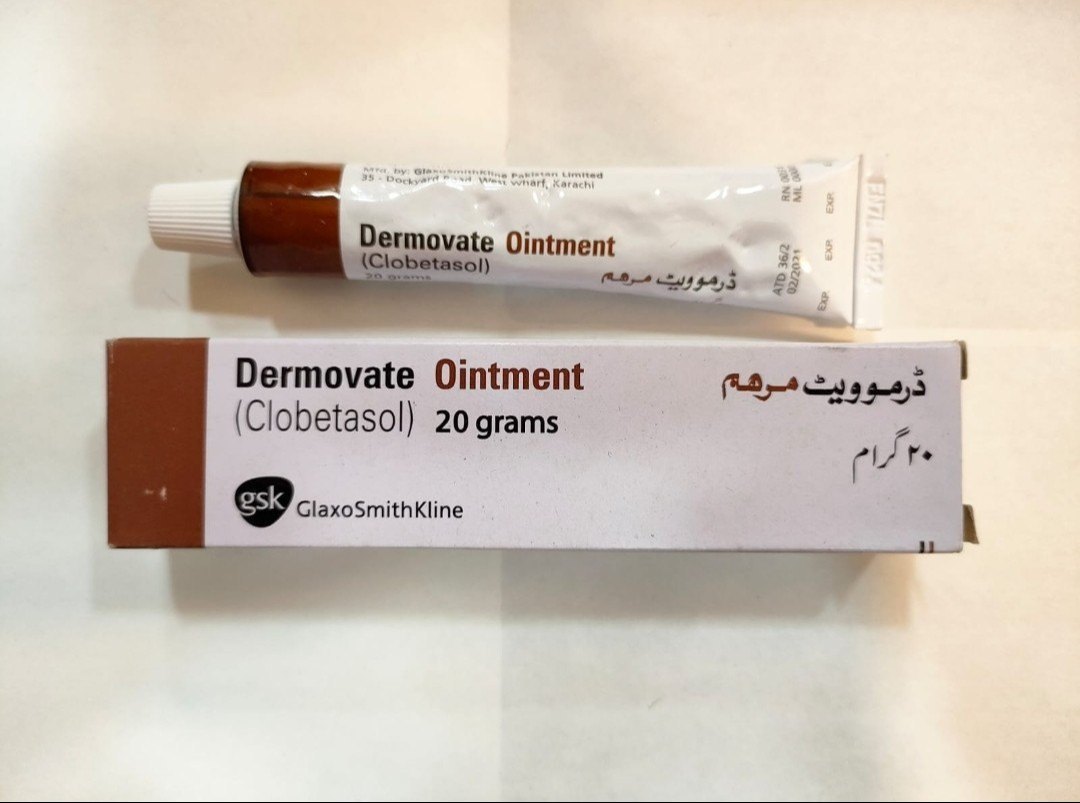 Mfd. by: GlaxoSmithKline Pakistan Limited
35 - Dockyard Road, West Wharf, Karachi
Dermovate Ointment
(Clobetasol)
20 grams
ڈرموویٹ مرہم
ATD 36/2
02/2021
EXP.
EXP.
EXP.
Dermovate Ointment
(Clobetasol) 20 grams
ڈرموویٹ مرہم
۲۰ گرام
gsk GlaxoSmithKline